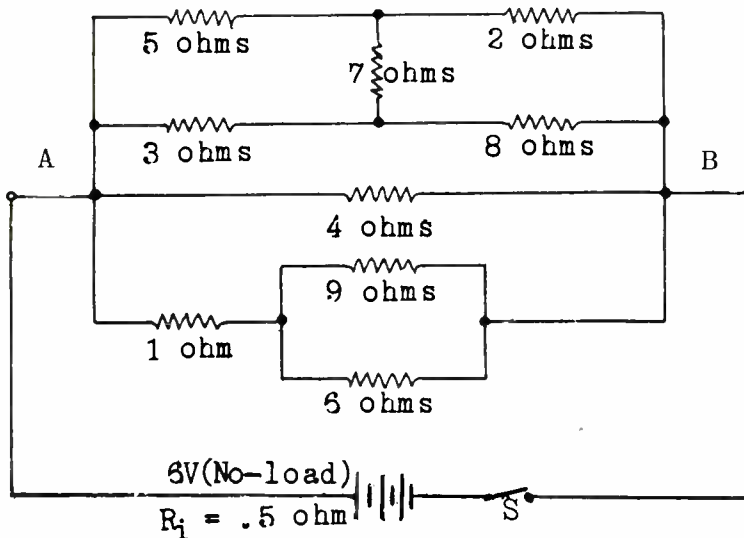 5 ohms
2 ohms
7 ohms
3 ohms
8 ohms
A
B
4 ohms
9 ohms
1 ohm
6 ohms
6V(No-load)
Ri = .5 ohm
S